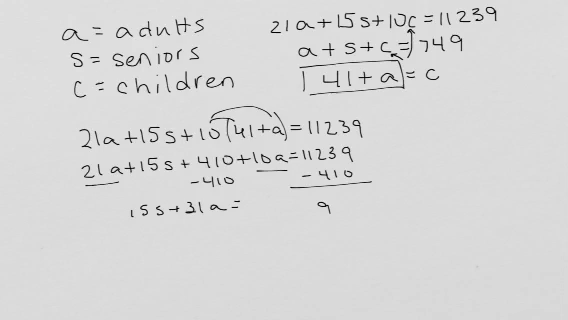 a = adults
s = seniors
c = children
21a+15s+10c=11239
a+s+c=749
41+a=c
21a+15s+10(41+a)=11239
21a+15s+410+10a=11239
-410 -410
15s+31a= 9